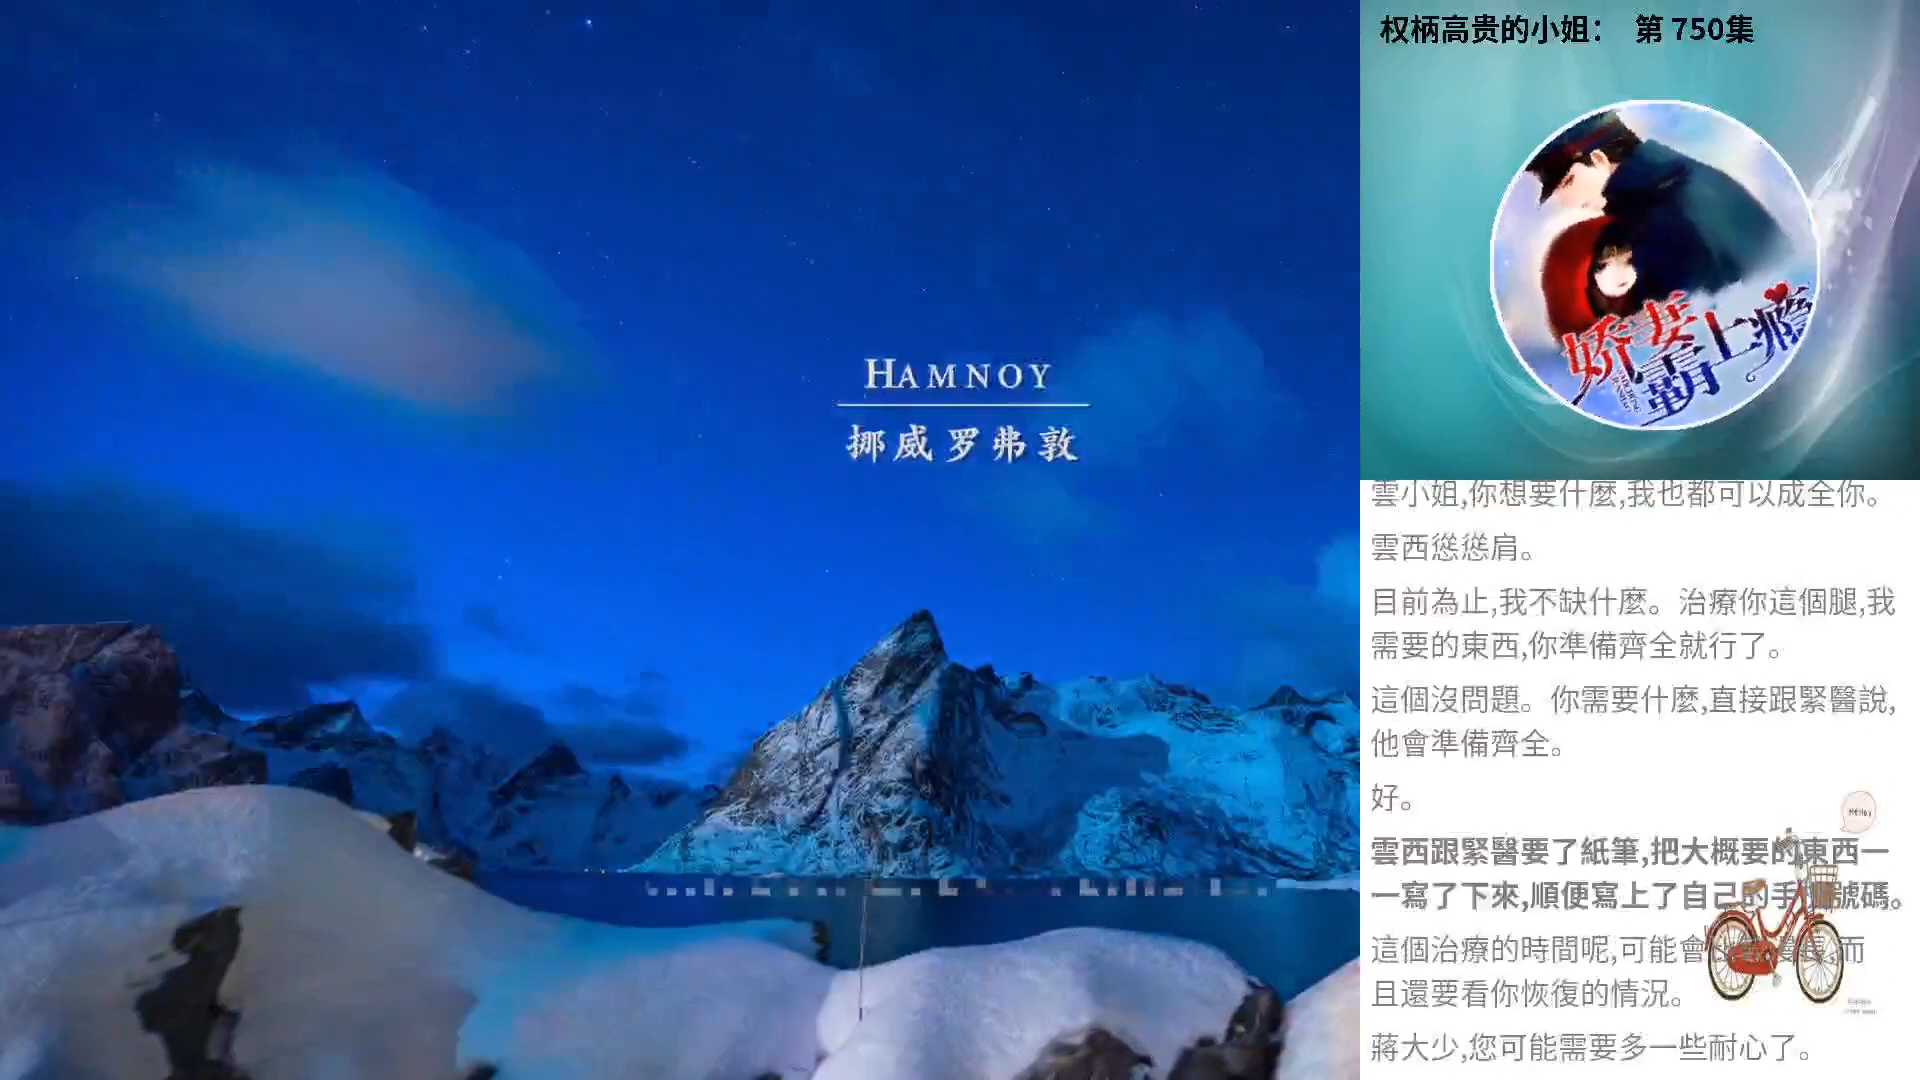 HAMNOY
挪威罗弗敦
权柄高贵的小姐： 第 750集
娇妻
霸上瘾
雲小姐,你想要什麼,我也都可以成全你。
雲西慫慫肩。
目前為止,我不缺什麼。治療你這個腿,我
需要的東西,你準備齊全就行了。
這個沒問題。你需要什麼,直接跟緊醫說,
他會準備齊全。
好。
雲西跟緊醫要了紙筆,把大概要的東西一
一寫了下來,順便寫上了自己的手機號碼。
這個治療的時間呢,可能會比較漫長,而
且還要看你恢復的情況。
蔣大少,您可能需要多一些耐心了。